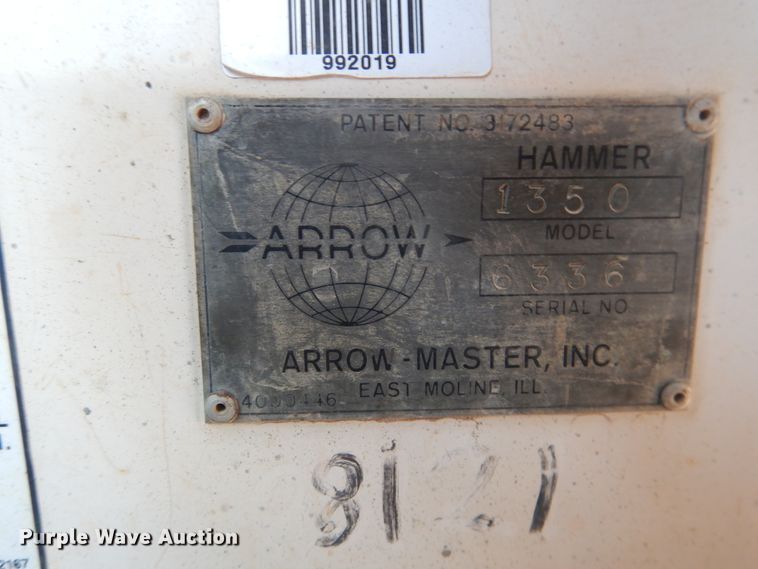 992019
PATENT NO. 3172483
HAMMER
1350
MODEL
ARROW
6336
SERIAL NO
ARROW-MASTER, INC.
EAST MOLINE, ILL.
4000446
T.
8121
Purple Wave Auction
2167